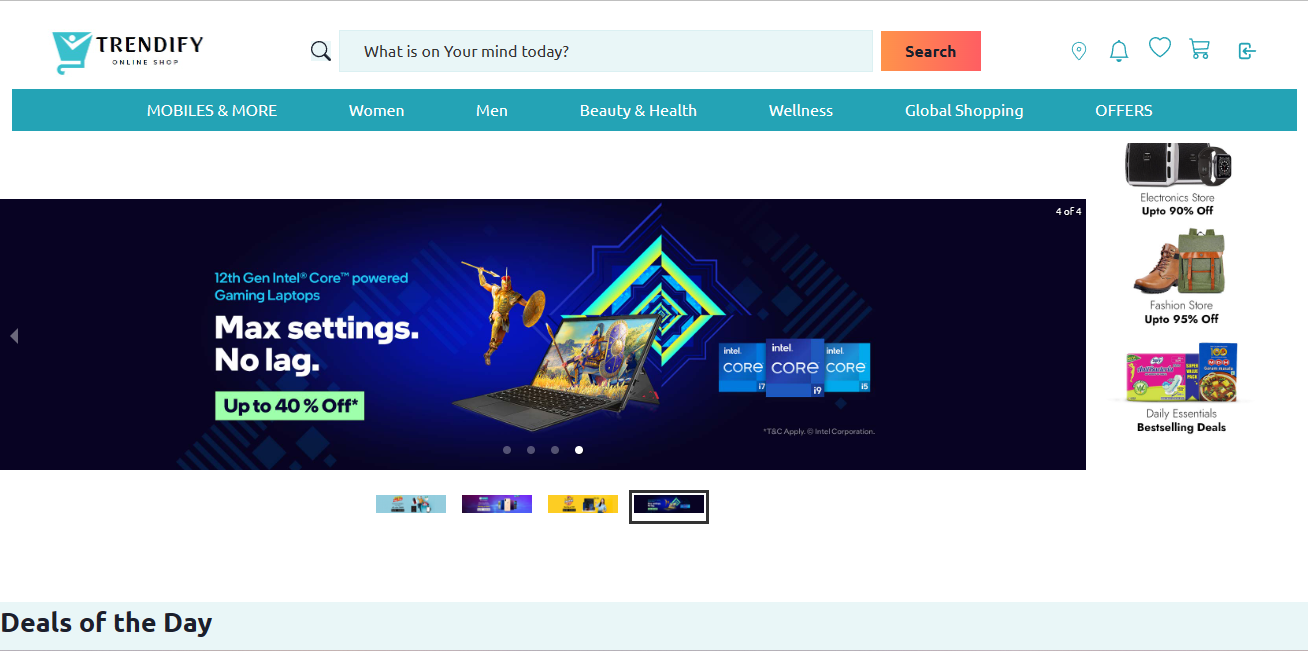 TRENDIFY
ONLINE SHOP
What is on Your mind today?
Search
MOBILES & MORE
Women
Men
Beauty & Health
Wellness
Global Shopping
OFFERS
4 of 4
12th Gen Intel® Core™ powered
Gaming Laptops
Max settings.
No lag.
Up to 40% Off*
intel.
CORE
i7
intel.
CORE
i9
intel.
CORE
i5
*T&C Apply. © Intel Corporation.
Electronics Store
Upto 90% Off
Fashion Store
Upto 95% Off
MDH
Daily Essentials
Bestselling Deals
Deals of the Day